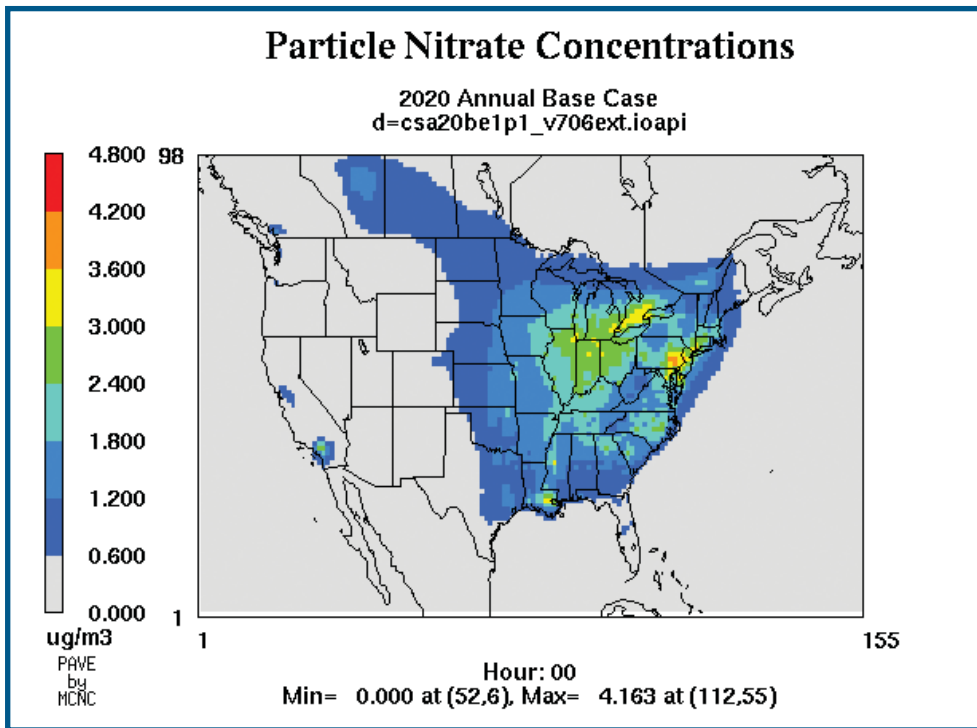 Particle Nitrate Concentrations
2020 Annual Base Case
d=csa20be1p1_v706ext.ioapi
4.800
4.200
3.600
3.000
2.400
1.800
1.200
0.600
0.000
ug/m3
PAVE
by
MCNC
98
1
1
155
Hour: 00
Min= 0.000 at (52,6), Max= 4.163 at (112,55)